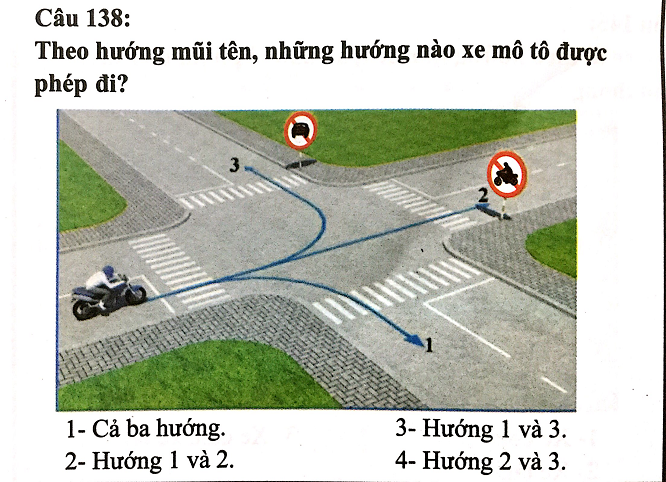 Câu 138:
Theo hướng mũi tên, những hướng nào xe mô tô được
phép đi?
3
2
1
1- Cả ba hướng.
3- Hướng 1 và 3.
2- Hướng 1 và 2.
4- Hướng 2 và 3.